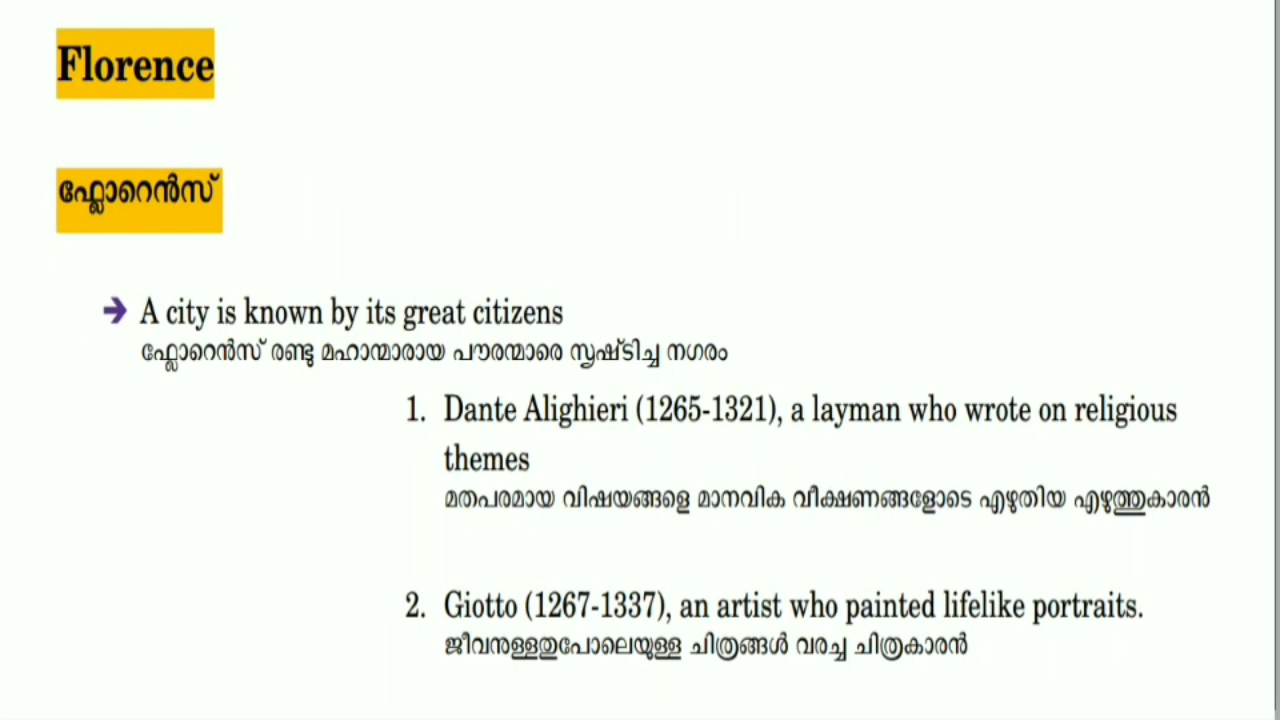 Florence
ഫ്ലോറെൻസ്
➔ A city is known by its great citizens
ഫ്ലോറെൻസ് രണ്ടു മഹാന്മാരായ പൗരന്മാരെ സൃഷ്ടിച്ച നഗരം
1. Dante Alighieri (1265-1321), a layman who wrote on religious
themes
മതപരമായ വിഷയങ്ങളെ മാനവിക വീക്ഷണങ്ങളോടെ എഴുതിയ എഴുത്തുകാരൻ
2. Giotto (1267-1337), an artist who painted lifelike portraits.
ജീവനുള്ളതുപോലെയുള്ള ചിത്രങ്ങൾ വരച്ച ചിത്രകാരൻ